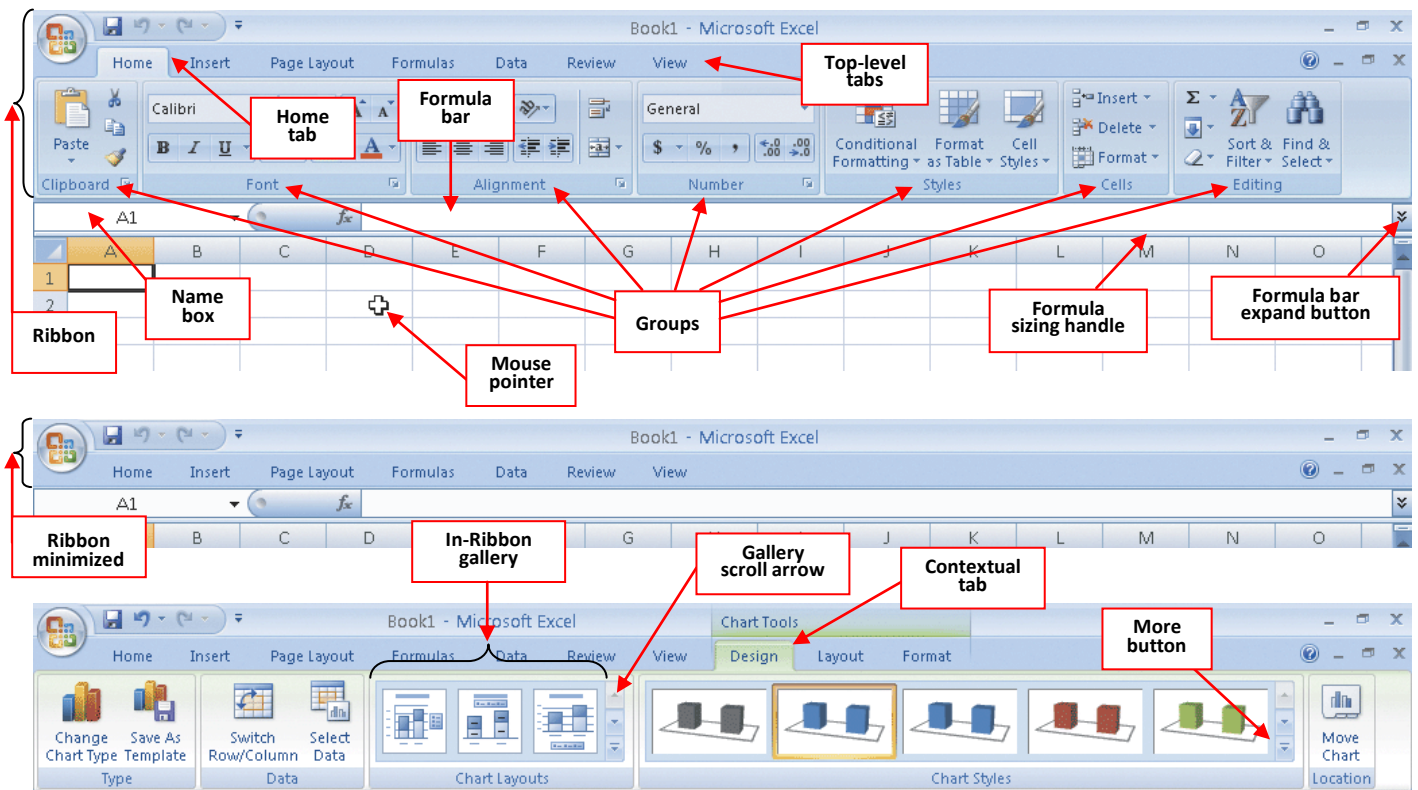 Book1 - Microsoft Excel
Home Insert Page Layout Formulas Data Review View
Top-level
tabs
Home
tab
Formula
bar
Calibri
A A
General
Insert
Σ
Paste
B I U
A
$ % ,
.00
.00
Conditional
Formatting
Format
as Table
Cell
Styles
Delete
Format
Sort &
Filter
Find &
Select
Clipboard Font Alignment Number Styles Cells Editing
A1 fx
A B C D E F G H I J K L M N O
1
2
Ribbon
Name
box
Mouse
pointer
Groups
Formula
sizing handle
Formula bar
expand button
Book1 - Microsoft Excel
Home Insert Page Layout Formulas Data Review View
A1 fx
B C D G J K L M N O
Ribbon
minimized
In-Ribbon
gallery
Gallery
scroll arrow
Contextual
tab
Book1 - Microsoft Excel Chart Tools
Home Insert Page Layout Formulas Data Review View Design Layout Format
More
button
Change
Chart Type
Save As
Template
Switch
Row/Column
Select
Data
Move
Chart
Type Data Chart Layouts Chart Styles Location